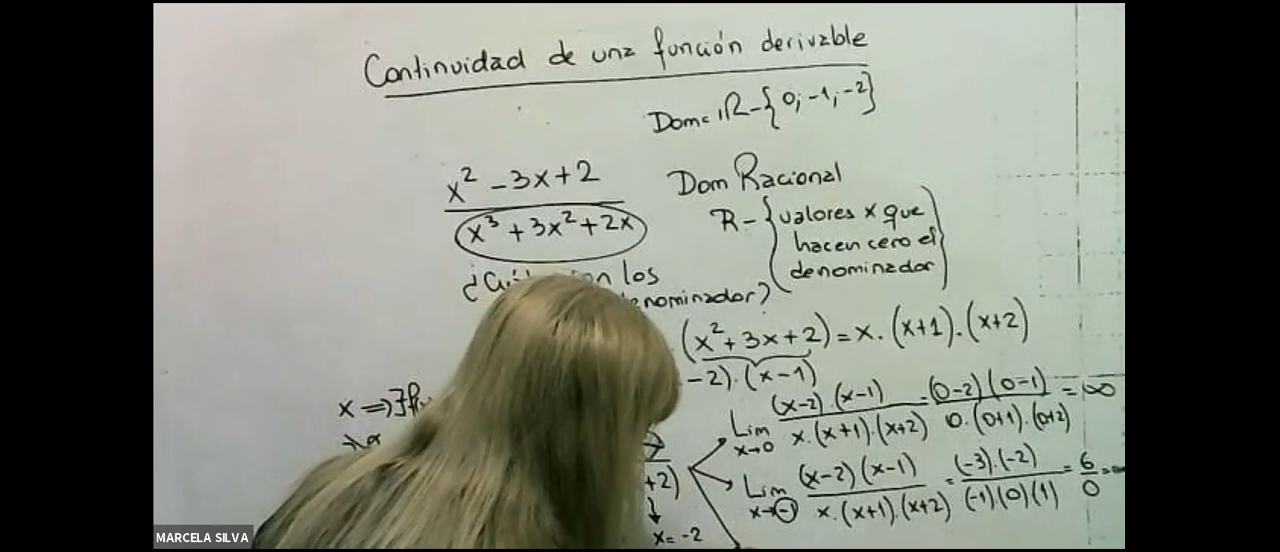 Continuidad de una función derivable
Dom= ℝ-{0;-1;-2}
x² -3x+2
x³ +3x²+2x
Dom Racional
R- {valores x que
hacen cero el
denominador}
los
denominador?
(x²+3x+2)=x.(x+1).(x+2)
-2).(x-1)
x ⇒ ∃
Lim x→0 (x-2).(x-1) / x.(x+1).(x+2) = (0-2)(0-1) / 0.(0+1).(0+2) = ∞
+2)
Lim x→-1 (x-2)(x-1) / x.(x+1).(x+2) = (-3).(-2) / (-1)(0)(1) = 6/0 =
x= -2
MARCELA SILVA